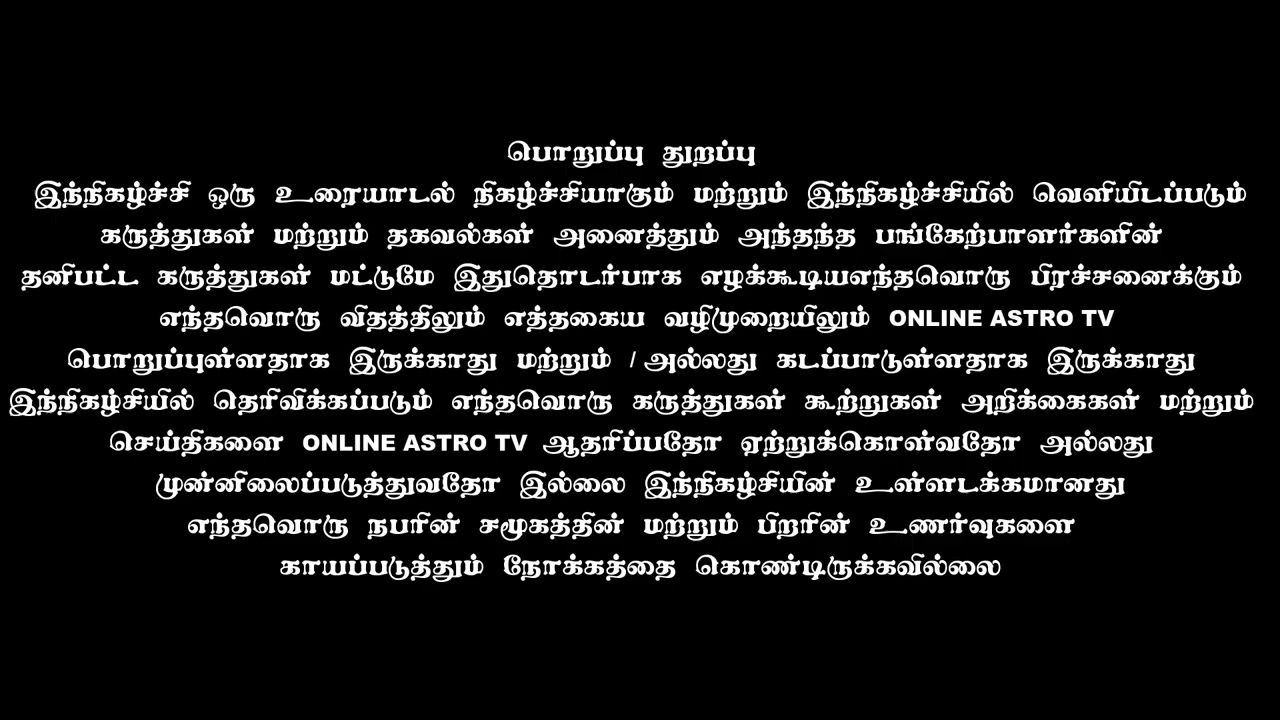 பொறுப்பு துறப்பு
இந்நிகழ்ச்சி ஒரு உரையாடல் நிகழ்ச்சியாகும் மற்றும் இந்நிகழ்ச்சியில் வெளியிடப்படும்
கருத்துகள் மற்றும் தகவல்கள் அனைத்தும் அந்தந்த பங்கேற்பாளர்களின்
தனிபட்ட கருத்துகள் மட்டுமே இதுதொடர்பாக எழக்கூடியஎந்தவொரு பிரச்சனைக்கும்
எந்தவொரு விதத்திலும் எத்தகைய வழிமுறையிலும் ONLINE ASTRO TV
பொறுப்புள்ளதாக இருக்காது மற்றும் / அல்லது கடப்பாடுள்ளதாக இருக்காது
இந்நிகழ்சியில் தெரிவிக்கப்படும் எந்தவொரு கருத்துகள் கூற்றுகள் அறிக்கைகள் மற்றும்
செய்திகளை ONLINE ASTRO TV ஆதரிப்பதோ ஏற்றுக்கொள்வதோ அல்லது
முன்னிலைப்படுத்துவதோ இல்லை இந்நிகழ்சியின் உள்ளடக்கமானது
எந்தவொரு நபரின் சமூகத்தின் மற்றும் பிறரின் உணர்வுகளை
காயப்படுத்தும் நோக்கத்தை கொண்டிருக்கவில்லை